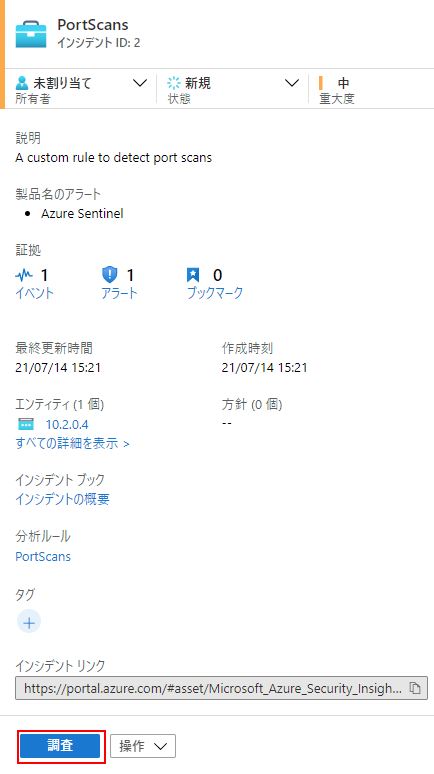 PortScans
インシデント ID: 2
未割り当て
所有者
新規
状態
中
重大度
説明
A custom rule to detect port scans
製品名のアラート
• Azure Sentinel
証拠
1
イベント
1
アラート
0
ブックマーク
最終更新時間
21/07/14 15:21
作成時刻
21/07/14 15:21
エンティティ (1 個)
10.2.0.4
すべての詳細を表示 >
方針 (0 個)
--
インシデント ブック
インシデントの概要
分析ルール
PortScans
タグ
+
インシデント リンク
https://portal.azure.com/#asset/Microsoft_Azure_Security_Insigh...
調査
操作